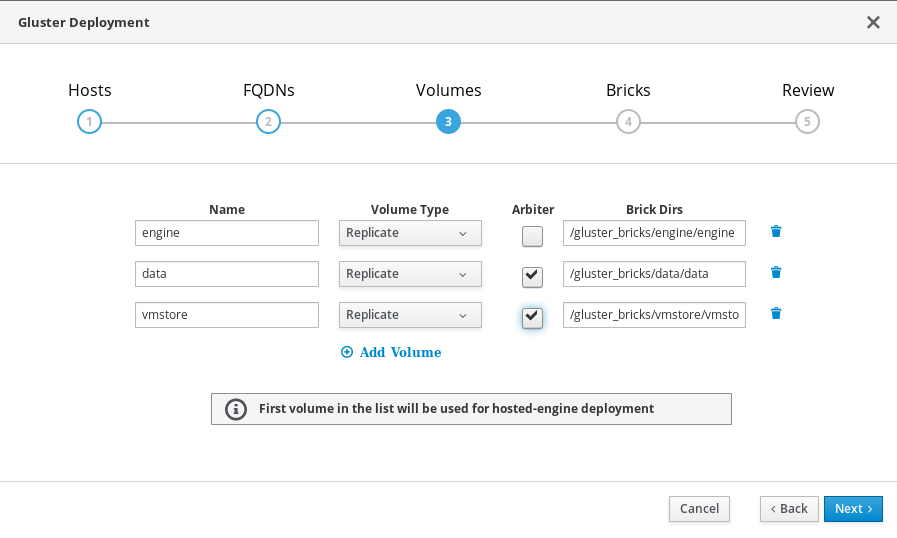 Gluster Deployment
Hosts FQDNs Volumes Bricks Review
1 2 3 4 5
Name Volume Type Arbiter Brick Dirs
engine Replicate /gluster_bricks/engine/engine
data Replicate /gluster_bricks/data/data
vmstore Replicate /gluster_bricks/vmstore/vmsto
Add Volume
First volume in the list will be used for hosted-engine deployment
Cancel Back Next